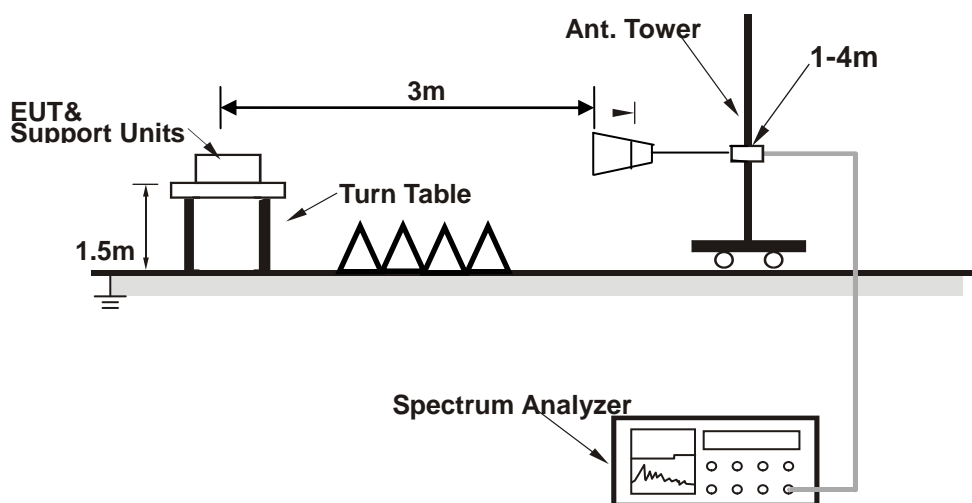 Ant. Tower
1-4m
3m
EUT&
Support Units
Turn Table
1.5m
Spectrum Analyzer